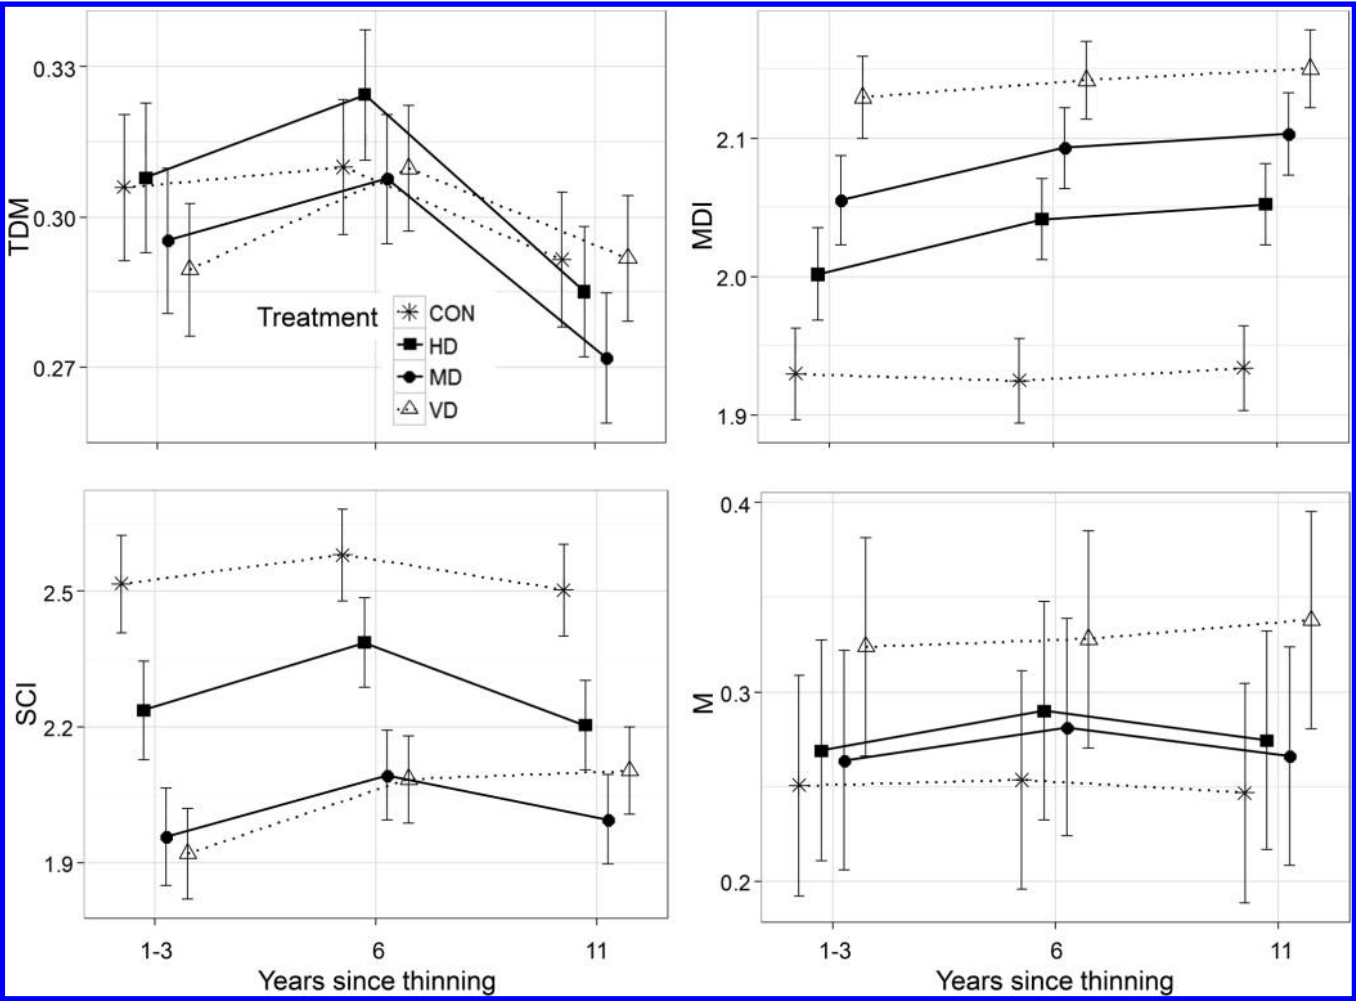 0.33
0.30
0.27
TDM
Treatment
CON
HD
MD
VD
2.1
2.0
1.9
MDI
2.5
2.2
1.9
SCI
1-3 6 11
Years since thinning
0.4
0.3
0.2
M
1-3 6 11
Years since thinning